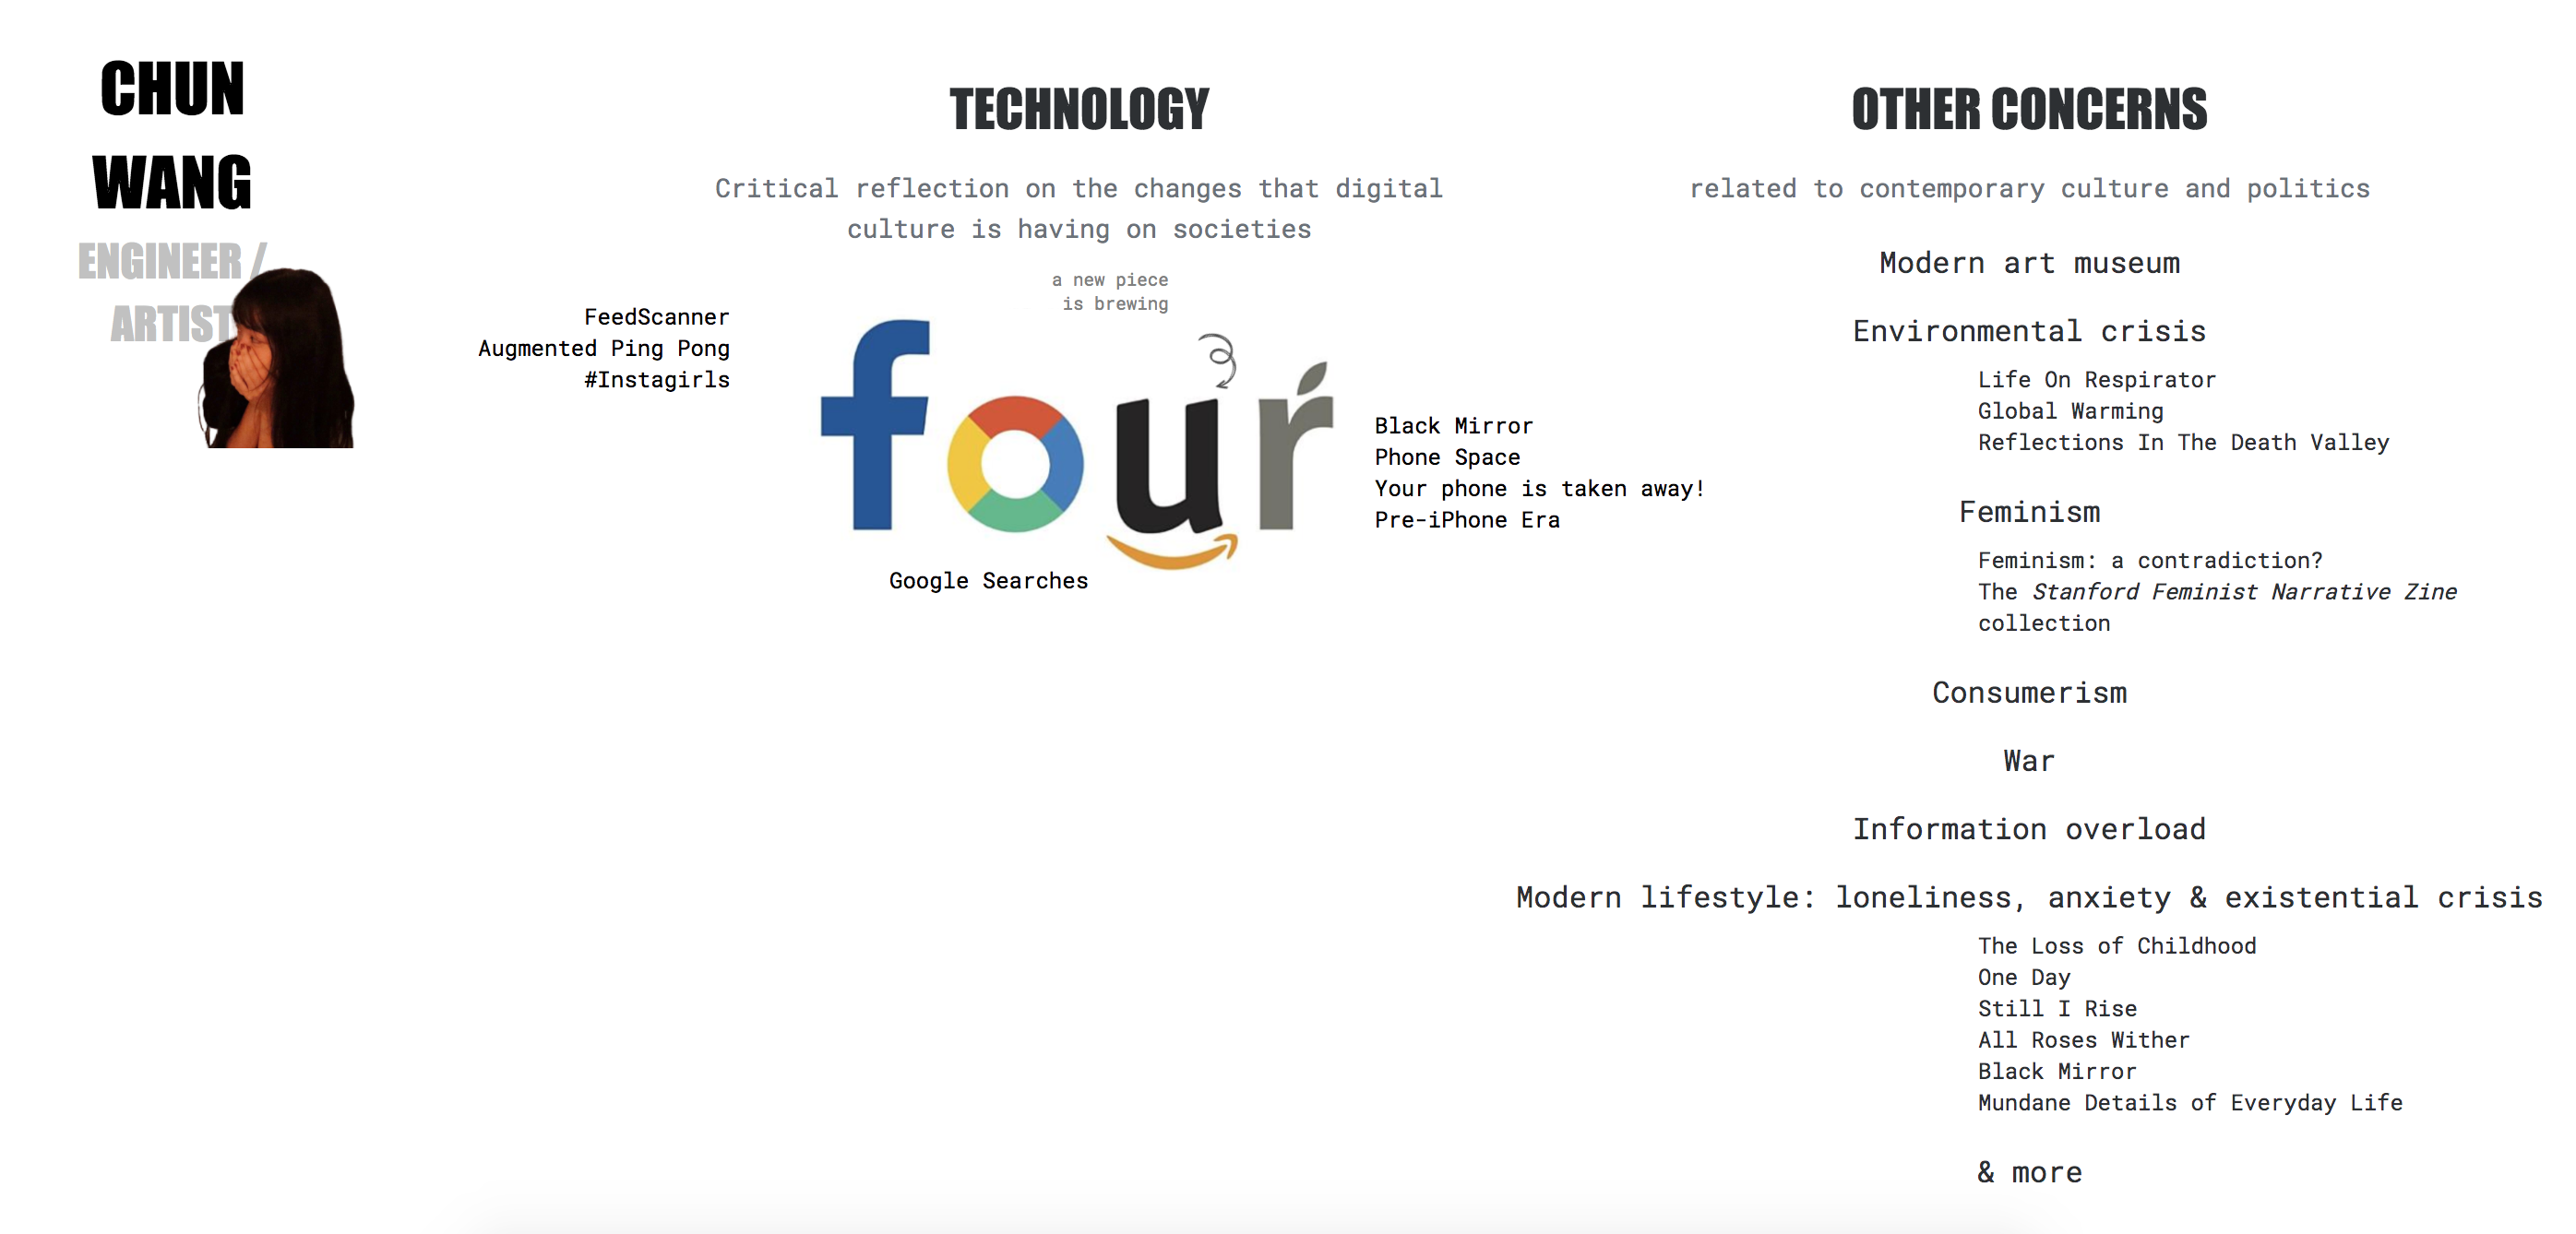 CHUN
WANG
ENGINEER /
ARTIST
TECHNOLOGY
Critical reflection on the changes that digital
culture is having on societies
a new piece
is brewing
FeedScanner
Augmented Ping Pong
#Instagirls
four
Black Mirror
Phone Space
Your phone is taken away!
Pre-iPhone Era
Google Searches
OTHER CONCERNS
related to contemporary culture and politics
Modern art museum
Environmental crisis
Life On Respirator
Global Warming
Reflections In The Death Valley
Feminism
Feminism: a contradiction?
The Stanford Feminist Narrative Zine
collection
Consumerism
War
Information overload
Modern lifestyle: loneliness, anxiety & existential crisis
The Loss of Childhood
One Day
Still I Rise
All Roses Wither
Black Mirror
Mundane Details of Everyday Life
& more